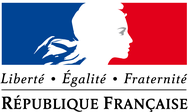 Liberté • Égalité • Fraternité
RÉPUBLIQUE FRANÇAISE